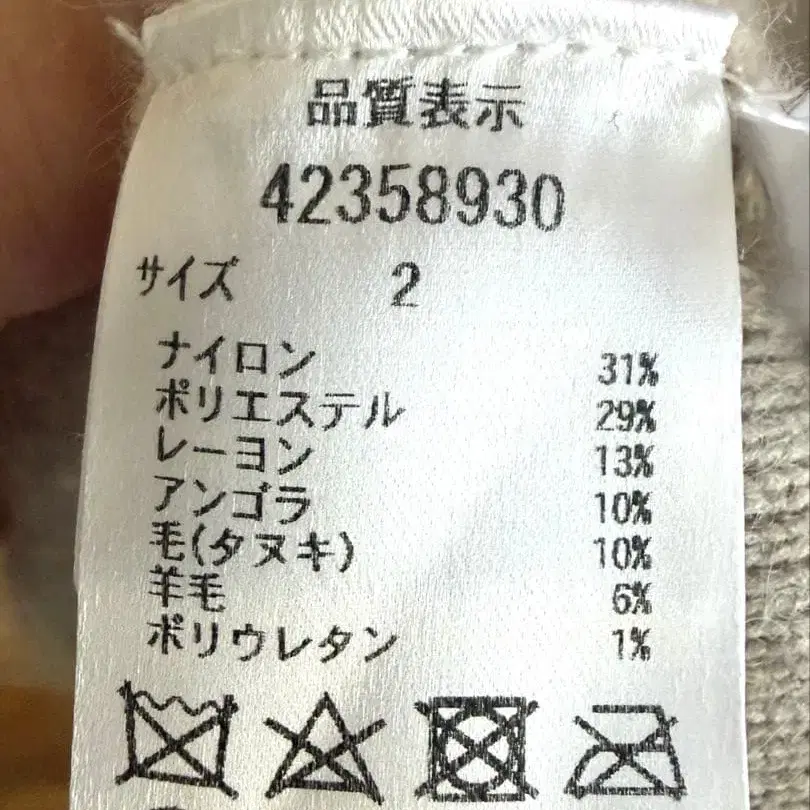 品質表示
42358930
サイズ 2
ナイロン 31%
ポリエステル 29%
レーヨン 13%
アンゴラ 10%
毛(タヌキ) 10%
羊毛 6%
ポリウレタン 1%